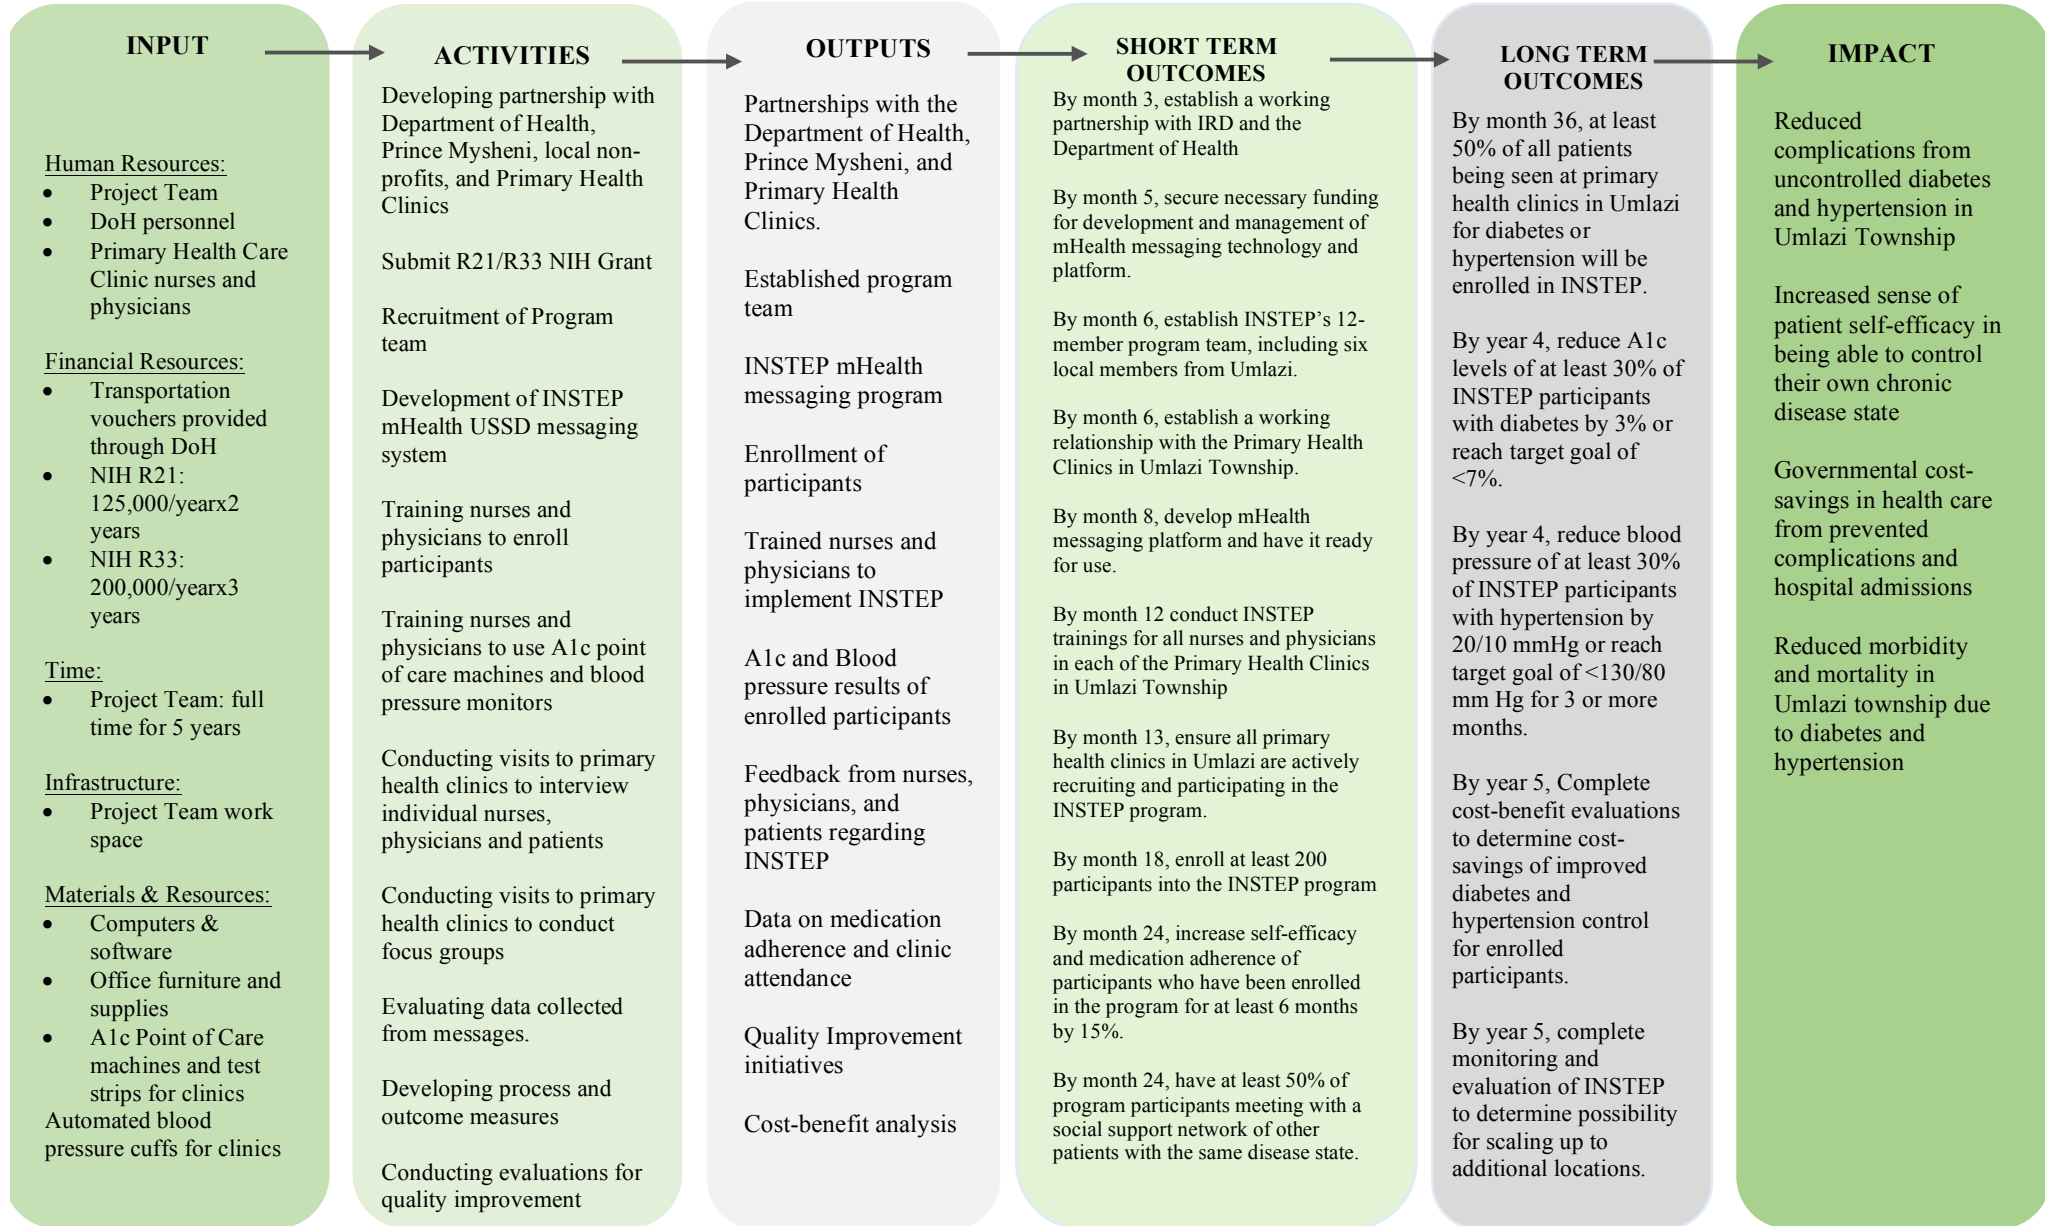 INPUT
Human Resources:
• Project Team
• DoH personnel
• Primary Health Care
Clinic nurses and
physicians
Financial Resources:
• Transportation
vouchers provided
through DoH
• NIH R21:
125,000/yearx2
years
• NIH R33:
200,000/yearx3
years
Time:
• Project Team: full
time for 5 years
Infrastructure:
• Project Team work
space
Materials & Resources:
• Computers &
software
• Office furniture and
supplies
• A1c Point of Care
machines and test
strips for clinics
Automated blood
pressure cuffs for clinics
ACTIVITIES
Developing partnership with
Department of Health,
Prince Mysheni, local non-
profits, and Primary Health
Clinics
Submit R21/R33 NIH Grant
Recruitment of Program
team
Development of INSTEP
mHealth USSD messaging
system
Training nurses and
physicians to enroll
participants
Training nurses and
physicians to use A1c point
of care machines and blood
pressure monitors
Conducting visits to primary
health clinics to interview
individual nurses,
physicians and patients
Conducting visits to primary
health clinics to conduct
focus groups
Evaluating data collected
from messages.
Developing process and
outcome measures
Conducting evaluations for
quality improvement
OUTPUTS
Partnerships with the
Department of Health,
Prince Mysheni, and
Primary Health
Clinics.
Established program
team
INSTEP mHealth
messaging program
Enrollment of
participants
Trained nurses and
physicians to
implement INSTEP
A1c and Blood
pressure results of
enrolled participants
Feedback from nurses,
physicians, and
patients regarding
INSTEP
Data on medication
adherence and clinic
attendance
Quality Improvement
initiatives
Cost-benefit analysis
SHORT TERM
OUTCOMES
By month 3, establish a working
partnership with IRD and the
Department of Health
By month 5, secure necessary funding
for development and management of
mHealth messaging technology and
platform.
By month 6, establish INSTEP’s 12-
member program team, including six
local members from Umlazi.
By month 6, establish a working
relationship with the Primary Health
Clinics in Umlazi Township.
By month 8, develop mHealth
messaging platform and have it ready
for use.
By month 12 conduct INSTEP
trainings for all nurses and physicians
in each of the Primary Health Clinics
in Umlazi Township
By month 13, ensure all primary
health clinics in Umlazi are actively
recruiting and participating in the
INSTEP program.
By month 18, enroll at least 200
participants into the INSTEP program
By month 24, increase self-efficacy
and medication adherence of
participants who have been enrolled
in the program for at least 6 months
by 15%.
By month 24, have at least 50% of
program participants meeting with a
social support network of other
patients with the same disease state.
LONG TERM
OUTCOMES
By month 36, at least
50% of all patients
being seen at primary
health clinics in Umlazi
for diabetes or
hypertension will be
enrolled in INSTEP.
By year 4, reduce A1c
levels of at least 30% of
INSTEP participants
with diabetes by 3% or
reach target goal of
<7%.
By year 4, reduce blood
pressure of at least 30%
of INSTEP participants
with hypertension by
20/10 mmHg or reach
target goal of <130/80
mm Hg for 3 or more
months.
By year 5, Complete
cost-benefit evaluations
to determine cost-
savings of improved
diabetes and
hypertension control
for enrolled
participants.
By year 5, complete
monitoring and
evaluation of INSTEP
to determine possibility
for scaling up to
additional locations.
IMPACT
Reduced
complications from
uncontrolled diabetes
and hypertension in
Umlazi Township
Increased sense of
patient self-efficacy in
being able to control
their own chronic
disease state
Governmental cost-
savings in health care
from prevented
complications and
hospital admissions
Reduced morbidity
and mortality in
Umlazi township due
to diabetes and
hypertension